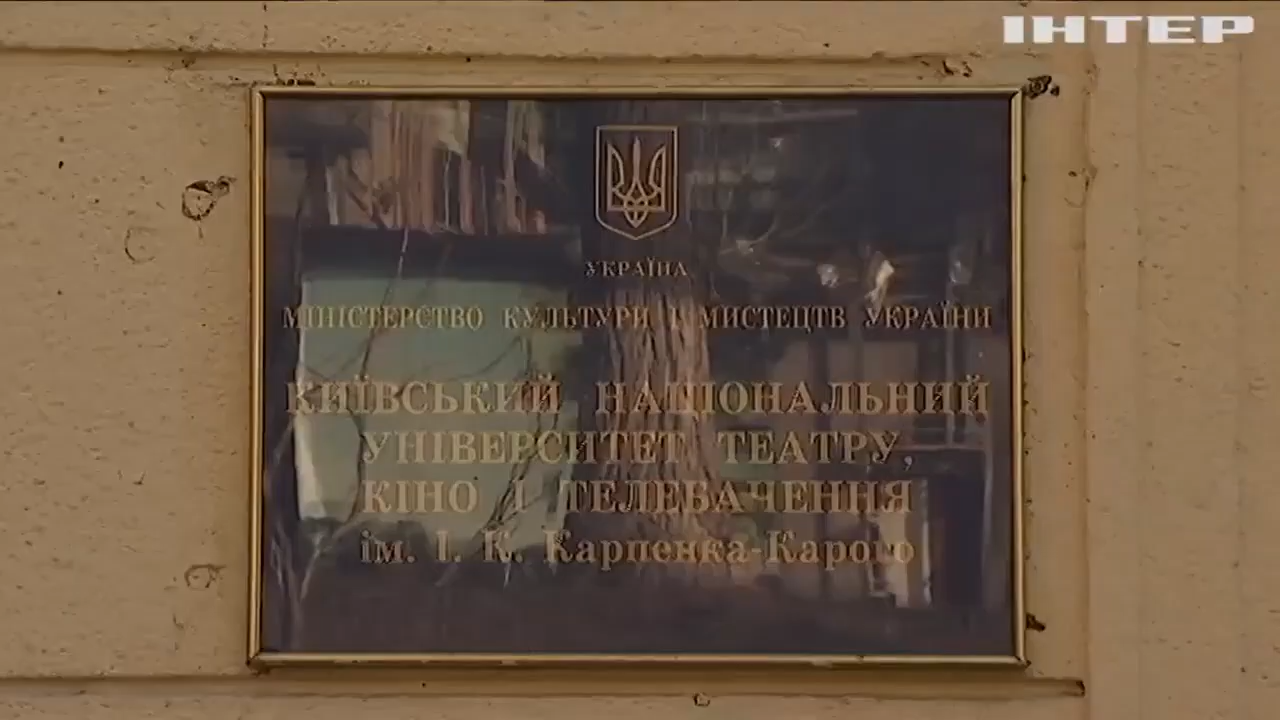 ІНТЕР
УКРАЇНА
МІНІСТЕРСТВО КУЛЬТУРИ І МИСТЕЦТВ УКРАЇНИ
КИЇВСЬКИЙ НАЦІОНАЛЬНИЙ
УНІВЕРСИТЕТ ТЕАТРУ,
КІНО І ТЕЛЕБАЧЕННЯ
ім. І. К. Карпенка-Карого